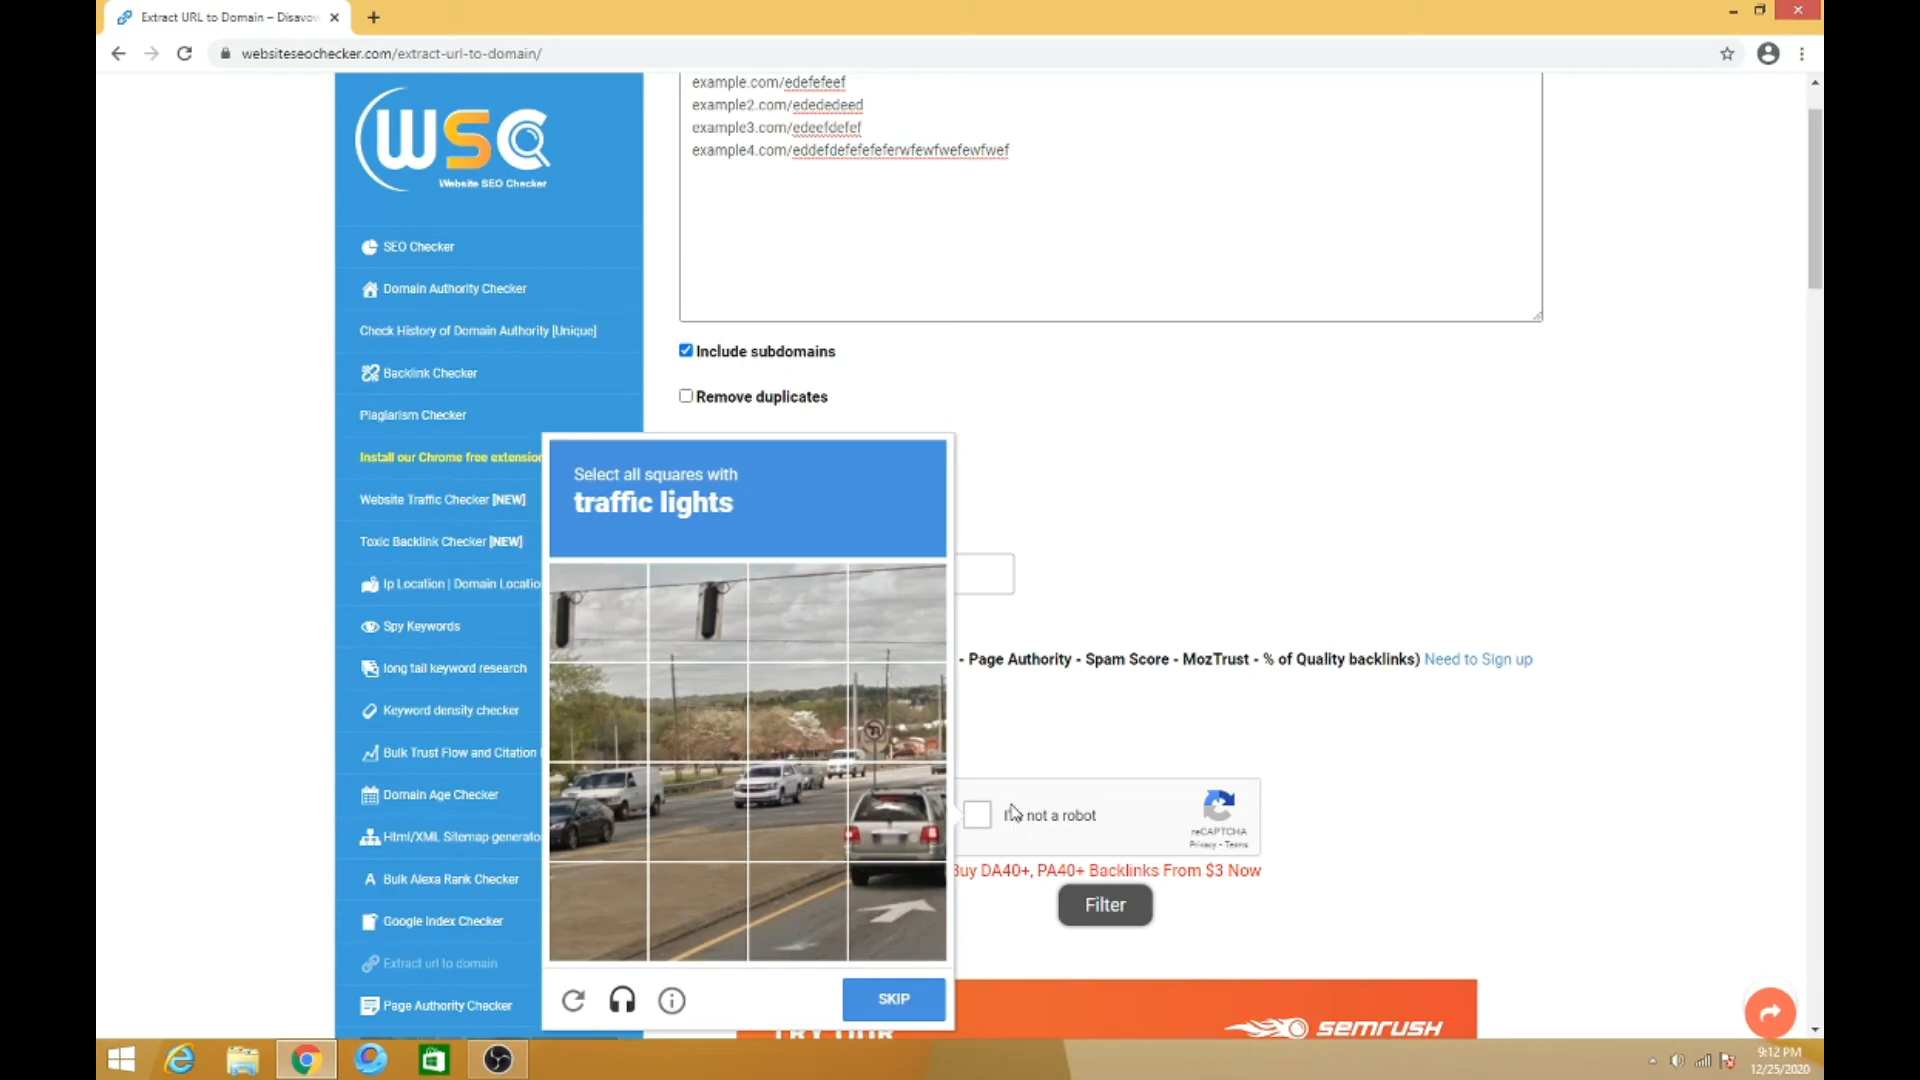 Extract URL to Domain – Disavow
websiteseochecker.com/extract-url-to-domain/
WSC
Website SEO Checker
SEO Checker
Domain Authority Checker
Check History of Domain Authority [Unique]
Backlink Checker
Plagiarism Checker
Install our Chrome free extension
Website Traffic Checker [NEW]
Toxic Backlink Checker [NEW]
Ip Location | Domain Locatio
Spy Keywords
long tail keyword research
Keyword density checker
Bulk Trust Flow and Citation
Domain Age Checker
Html/XML Sitemap generato
A Bulk Alexa Rank Checker
Google Index Checker
Extract url to domain
Page Authority Checker
example.com/edefefeef
example2.com/edededeed
example3.com/edeefdefef
example4.com/eddefdefefefeferwfewfwefewfwef
Include subdomains
Remove duplicates
Select all squares with
traffic lights
SKIP
- Page Authority - Spam Score - MozTrust - % of Quality backlinks) Need to Sign up
I'm not a robot
reCAPTCHA
Privacy - Terms
Buy DA40+, PA40+ Backlinks From $3 Now
Filter
TRY OUR
semrush
9:12 PM
12/25/2020